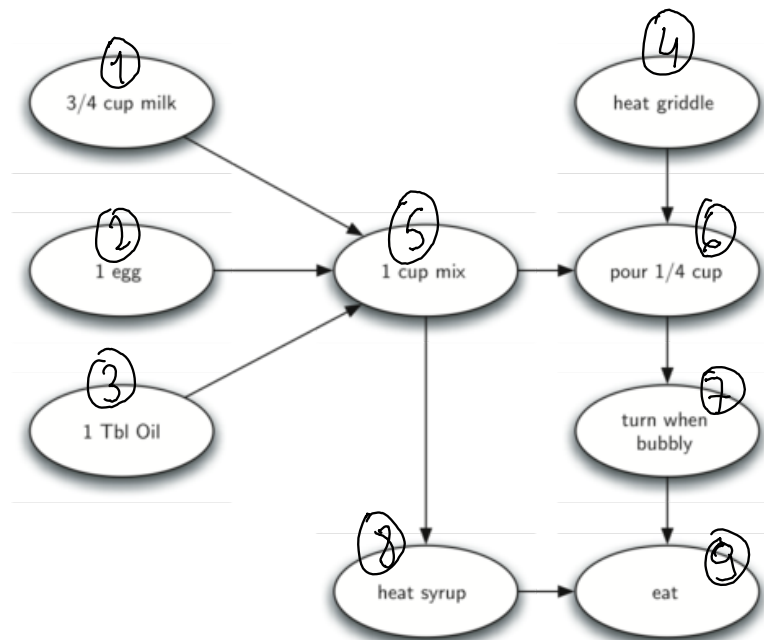 1
3/4 cup milk
4
heat griddle
2
1 egg
5
1 cup mix
6
pour 1/4 cup
3
1 Tbl Oil
7
turn when
bubbly
8
heat syrup
9
eat